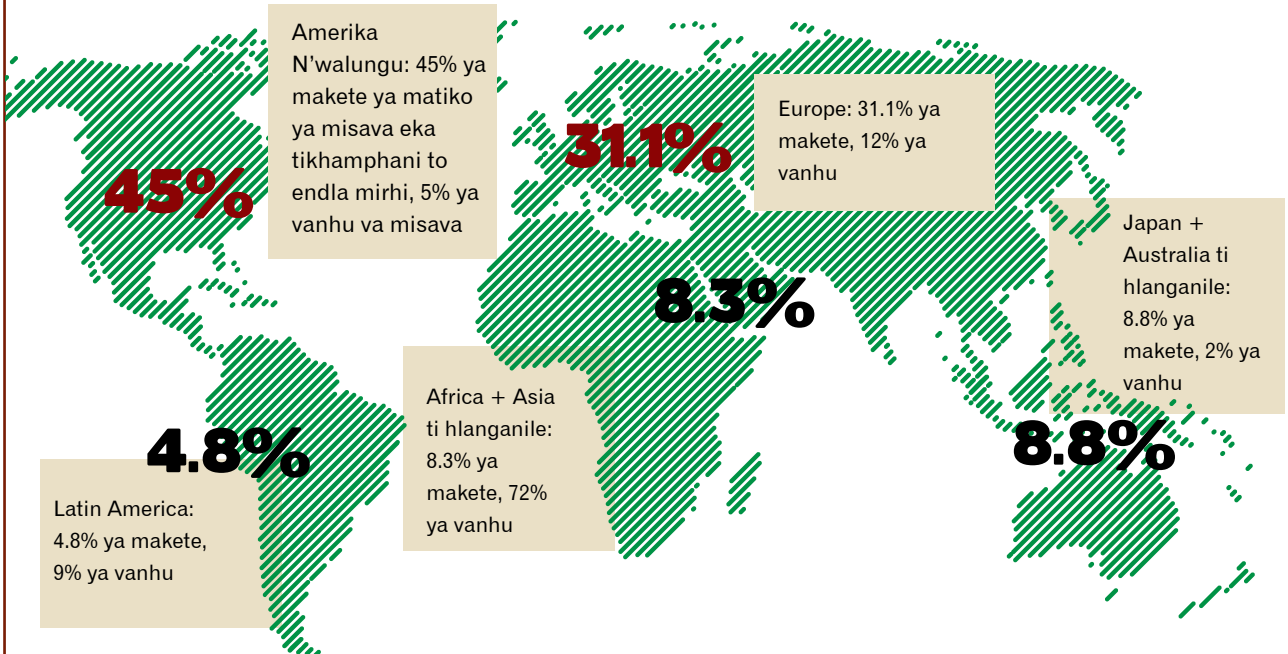 Amerika
N’walungu: 45% ya
makete ya matiko
ya misava eka
tikhamphani to
endla mirhi, 5% ya
vanhu va misava
45%
31.1%
Europe: 31.1% ya
makete, 12% ya
vanhu
Japan +
Australia ti
hlanganile:
8.8% ya
makete, 2% ya
vanhu
8.3%
Africa + Asia
ti hlanganile:
8.3% ya
makete, 72%
ya vanhu
4.8%
Latin America:
4.8% ya makete,
9% ya vanhu
8.8%